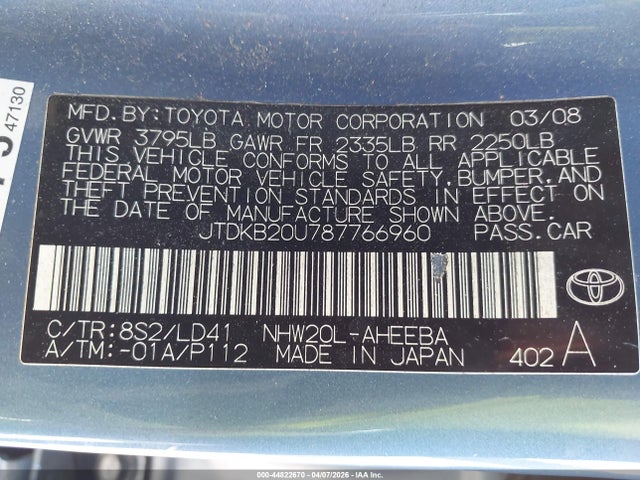 47130
MFD.BY:TOYOTA MOTOR CORPORATION 03/08
GVWR 3795LB GAWR FR 2335LB RR 2250LB
THIS VEHICLE CONFORMS TO ALL APPLICABLE
FEDERAL MOTOR VEHICLE SAFETY,BUMPER,AND
THEFT PREVENTION STANDARDS IN EFFECT ON
THE DATE OF MANUFACTURE SHOWN ABOVE.
JTDKB20U787766960 PASS.CAR
C/TR:8S2/LD41 NHW20L-AHEEBA
A/TM:-01A/P112 MADE IN JAPAN 402 A
000-44822670 - 04/07/2026 - IAAI Inc.